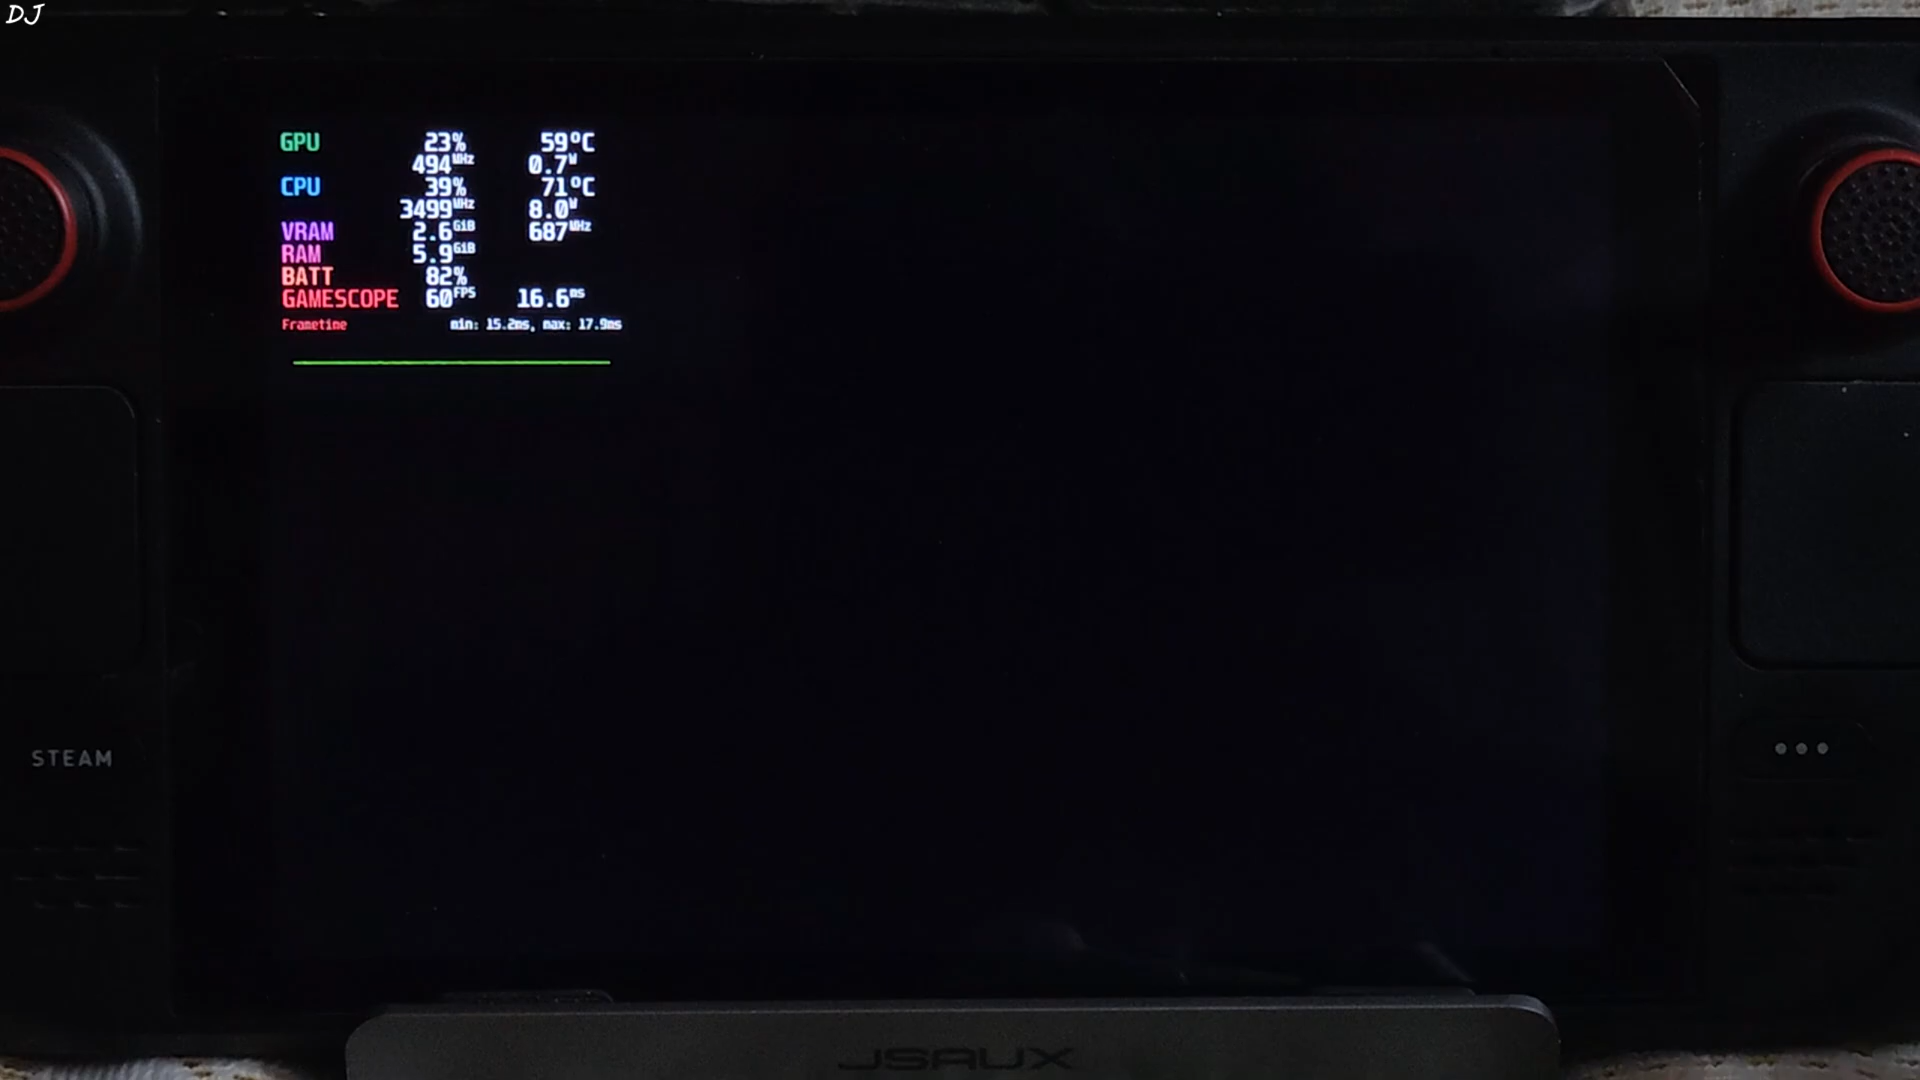 DJ
GPU 23% 59°C
494MHz 0.7W
CPU 39% 71°C
3499MHz 8.0W
VRAM 2.6GiB 687MHz
RAM 5.9GiB
BATT 82%
GAMESCOPE 60FPS 16.6ms
Frametime min: 15.2ms, max: 17.9ms
STEAM
JSAUX